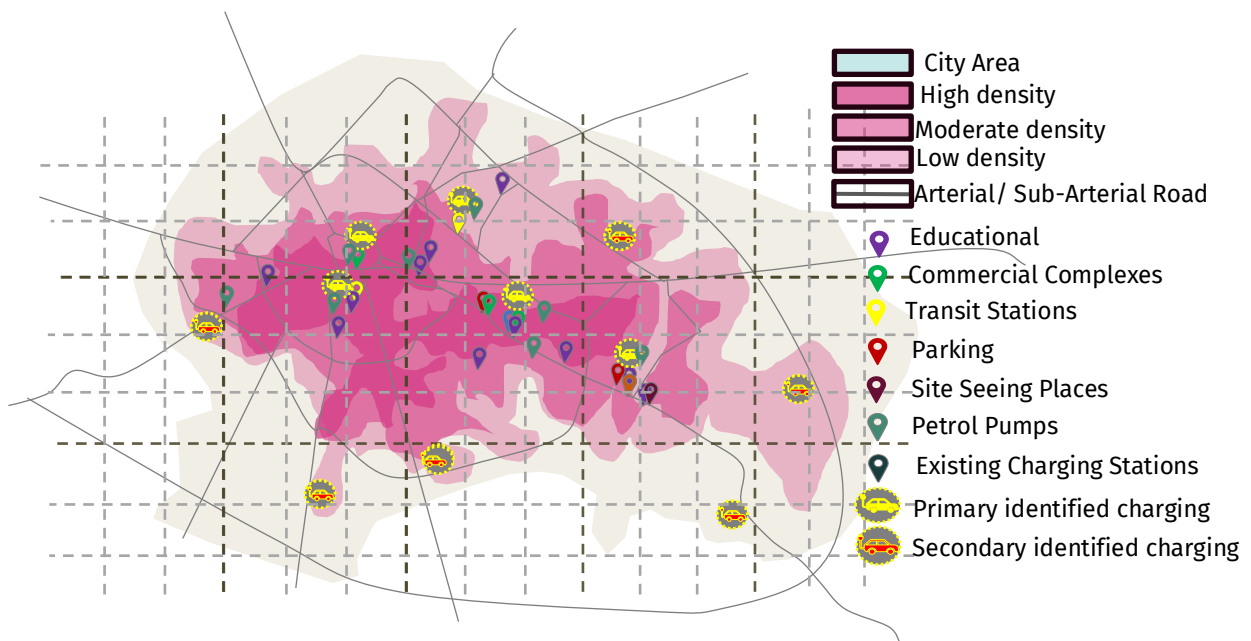 City Area
High density
Moderate density
Low density
Arterial/ Sub-Arterial Road
Educational
Commercial Complexes
Transit Stations
Parking
Site Seeing Places
Petrol Pumps
Existing Charging Stations
Primary identified charging
Secondary identified charging